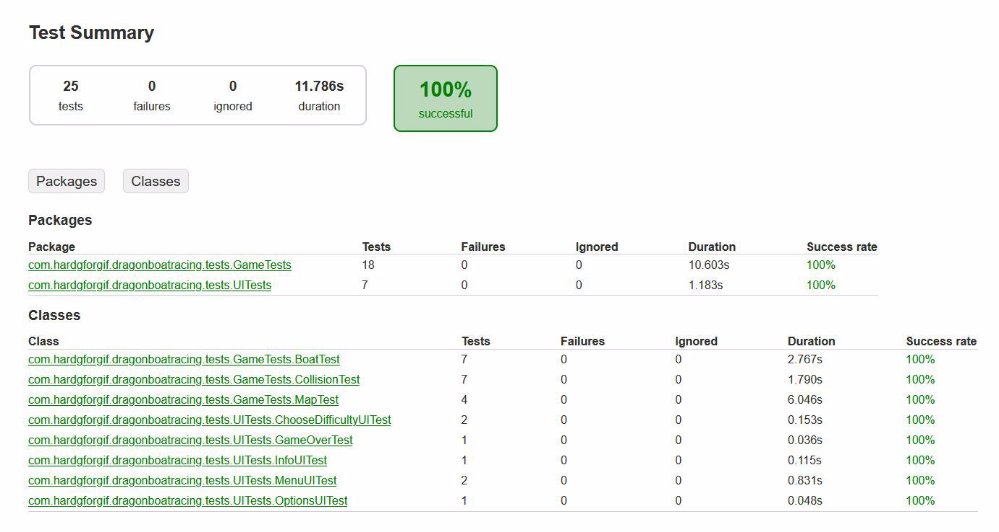 Test Summary
25 0 0 11.786s
tests failures ignored duration
100%
successful
Packages Classes
Packages
Package Tests Failures Ignored Duration Success rate
com.hardgforgif.dragonboatracing.tests.GameTests 18 0 0 10.603s 100%
com.hardgforgif.dragonboatracing.tests.UITests 7 0 0 1.183s 100%
Classes
Class Tests Failures Ignored Duration Success rate
com.hardgforgif.dragonboatracing.tests.GameTests.BoatTest 7 0 0 2.767s 100%
com.hardgforgif.dragonboatracing.tests.GameTests.CollisionTest 7 0 0 1.790s 100%
com.hardgforgif.dragonboatracing.tests.GameTests.MapTest 4 0 0 6.046s 100%
com.hardgforgif.dragonboatracing.tests.UITests.ChooseDifficultyUITest 2 0 0 0.153s 100%
com.hardgforgif.dragonboatracing.tests.UITests.GameOverTest 1 0 0 0.036s 100%
com.hardgforgif.dragonboatracing.tests.UITests.InfoUITest 1 0 0 0.115s 100%
com.hardgforgif.dragonboatracing.tests.UITests.MenuUITest 2 0 0 0.831s 100%
com.hardgforgif.dragonboatracing.tests.UITests.OptionsUITest 1 0 0 0.048s 100%